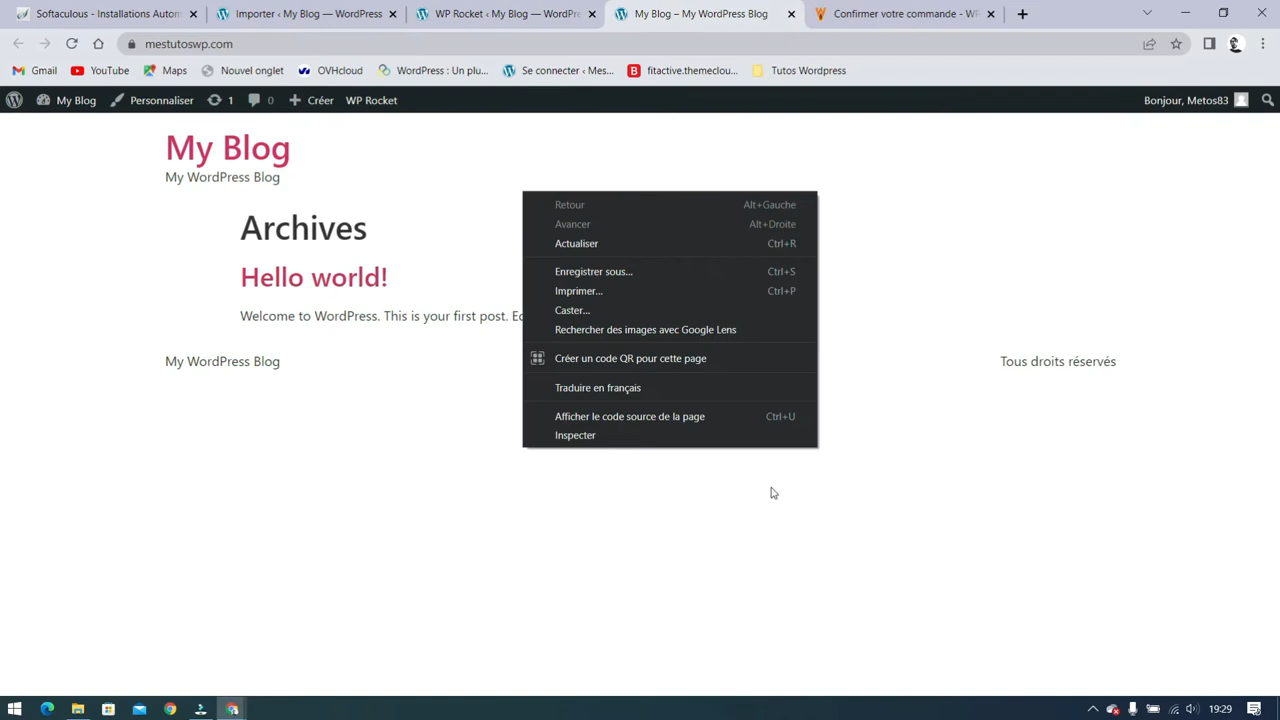 Softaculous - Installations Autom
Importer ‹ My Blog — WordPress
WP Rocket ‹ My Blog — WordPre
My Blog – My WordPress Blog
Confirmer votre commande - WP
mestutoswp.com
Gmail
YouTube
Maps
Nouvel onglet
OVHcloud
WordPress : Un plu...
Se connecter ‹ Mes...
fitactive.themeclou...
Tutos Wordpress
My Blog
Personnaliser
1
0
Créer
WP Rocket
Bonjour, Metos83
My Blog
My WordPress Blog
Archives
Hello world!
Welcome to WordPress. This is your first post.
Retour Alt+Gauche
Avancer Alt+Droite
Actualiser Ctrl+R
Enregistrer sous... Ctrl+S
Imprimer... Ctrl+P
Caster...
Rechercher des images avec Google Lens
Créer un code QR pour cette page
Traduire en français
Afficher le code source de la page Ctrl+U
Inspecter
My WordPress Blog
Tous droits réservés
19:29